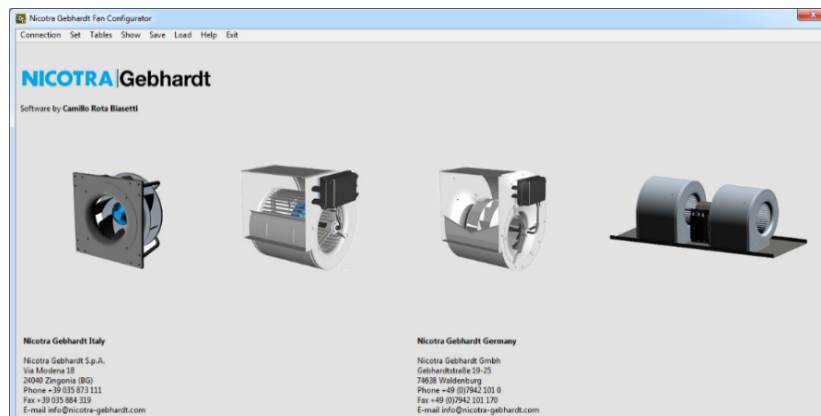 Nicotra Gebhardt Fan Configurator
Connection Set Tables Show Save Load Help Exit
NICOTRA|Gebhardt
Software by Camillo Rota Biasetti
Nicotra Gebhardt Italy
Nicotra Gebhardt S.p.A.
Via Modena 18
24040 Zingonia (BG)
Phone +39 035 873 111
Fax +39 035 884 319
E-mail info@nicotra-gebhardt.com
Nicotra Gebhardt Germany
Nicotra Gebhardt Gmbh
Gebhardtstraße 19-25
74638 Waldenburg
Phone +49 (0)7942 101 0
Fax +49 (0)7942 101 170
E-mail info@nicotra-gebhardt.com